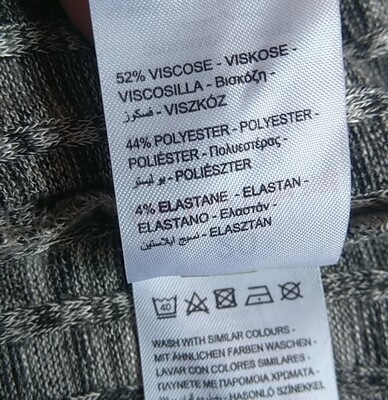 52% VISCOSE - VISKOSE -
VISCOSILLA - Βισκόζη -
فسكوز - VISZKÓZ
44% POLYESTER - POLYESTER -
POLIÉSTER - Πολυεστέρας -
بوليستر - POLIÉSZTER
4% ELASTANE - ELASTAN -
ELASTANO - Ελαστάν -
نسيج ايلاستين - ELASZTÁN
40
WASH WITH SIMILAR COLOURS -
MIT ÄHNLICHEN FARBEN WASCHEN -
LAVAR CON COLORES SIMILARES -
ΠΛΥΝΕΤΕ ΜΕ ΠΑΡΟΜΟΙΑ ΧΡΩΜΑΤΑ -
HASONLÓ SZÍNEKKEL